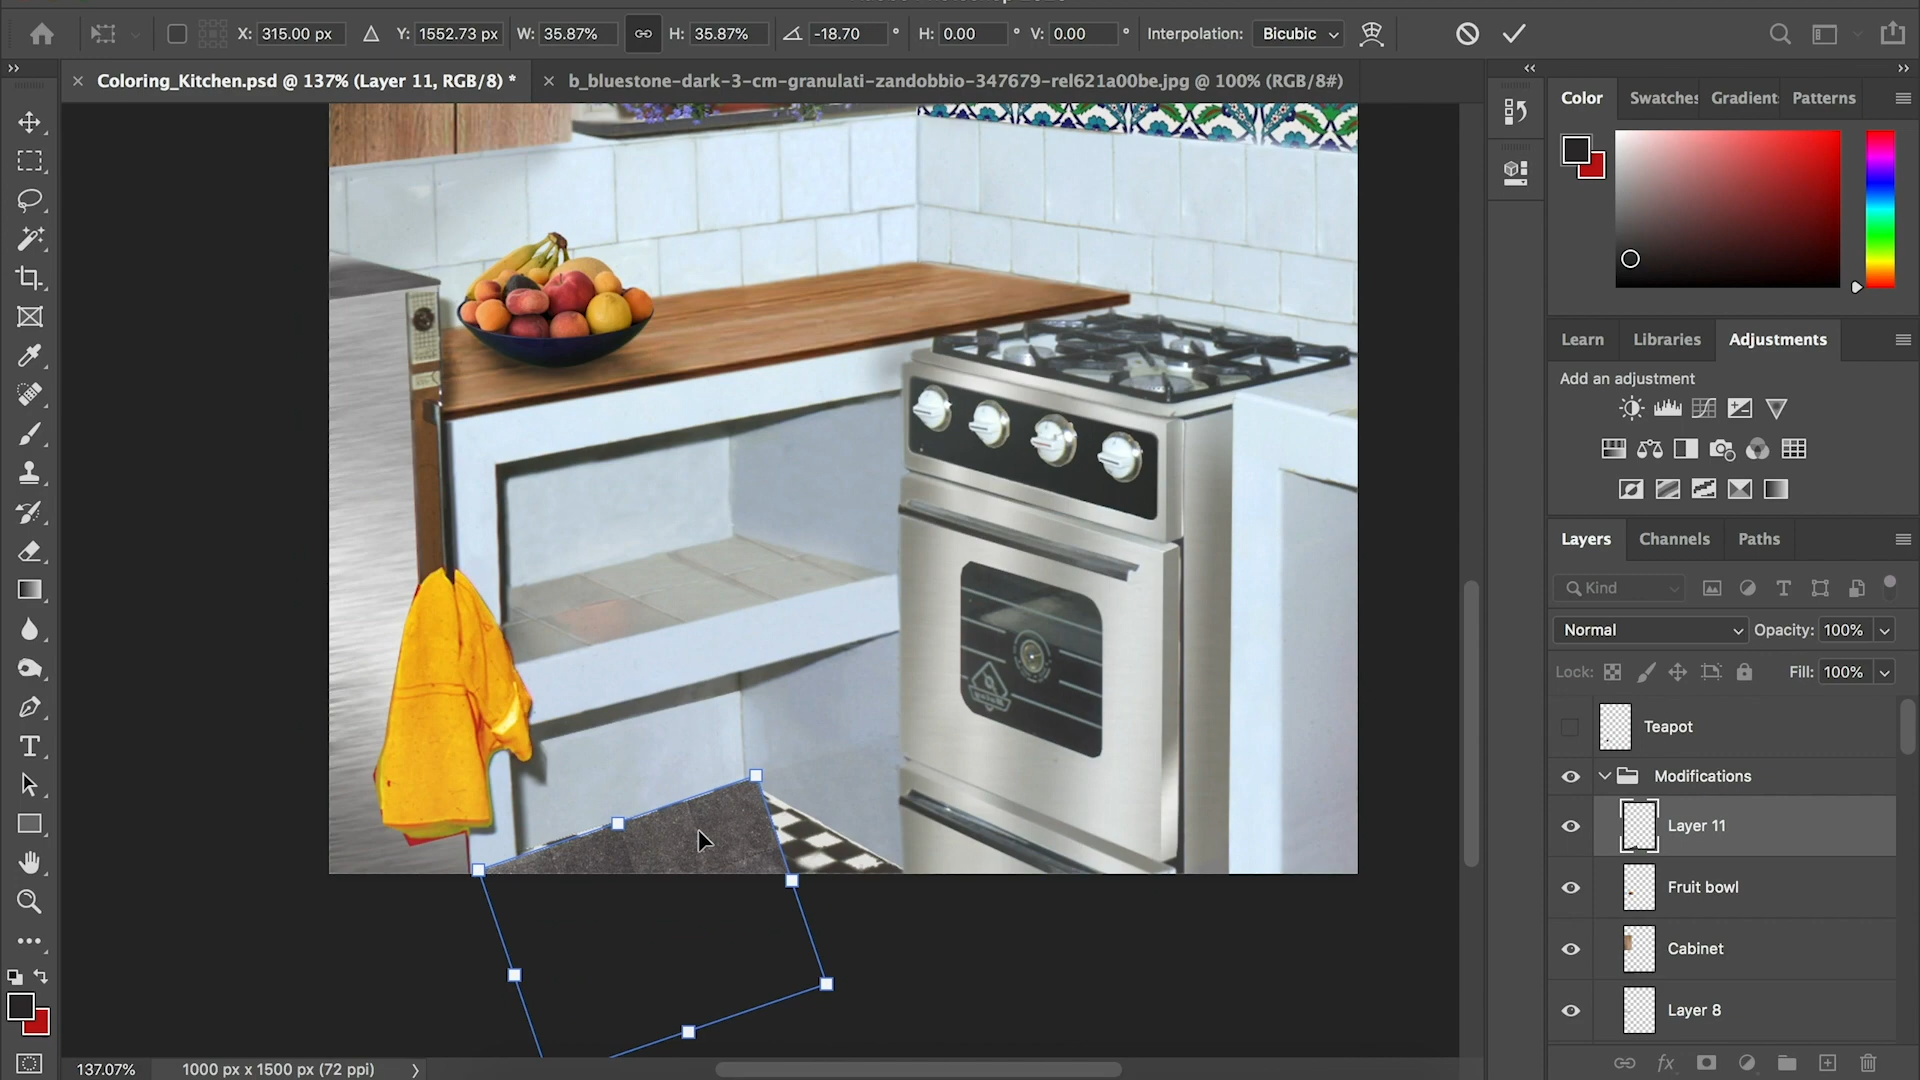 X: 315.00 px Y: 1552.73 px W: 35.87% H: 35.87% -18.70 ° H: 0.00 ° V: 0.00 ° Interpolation: Bicubic
Coloring_Kitchen.psd @ 137% (Layer 11, RGB/8) *
b_bluestone-dark-3-cm-granulati-zandobbio-347679-rel621a00be.jpg @ 100% (RGB/8#)
Color Swatches Gradient Patterns
Learn Libraries Adjustments
Add an adjustment
Layers Channels Paths
Kind
Normal Opacity: 100%
Lock: Fill: 100%
Teapot
Modifications
Layer 11
Fruit bowl
Cabinet
Layer 8
137.07% 1000 px x 1500 px (72 ppi)